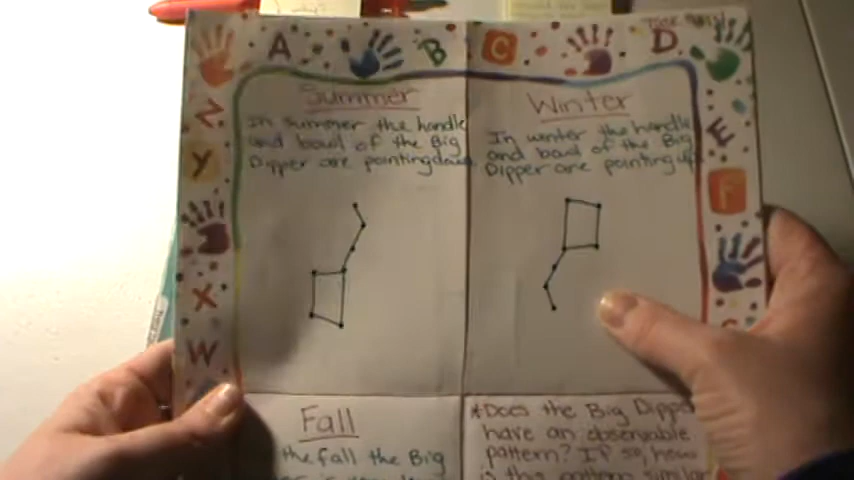 A B C D
Z
Y
X
W
E
F
Summer
In summer the handle
and bowl of the Big
Dipper are pointing down
Winter
In winter the handle
and bowl of the Big
Dipper are pointing up
Fall
the fall the Big
*Does the Big Dipper
have an observable
pattern? If so, how
is this pattern similar